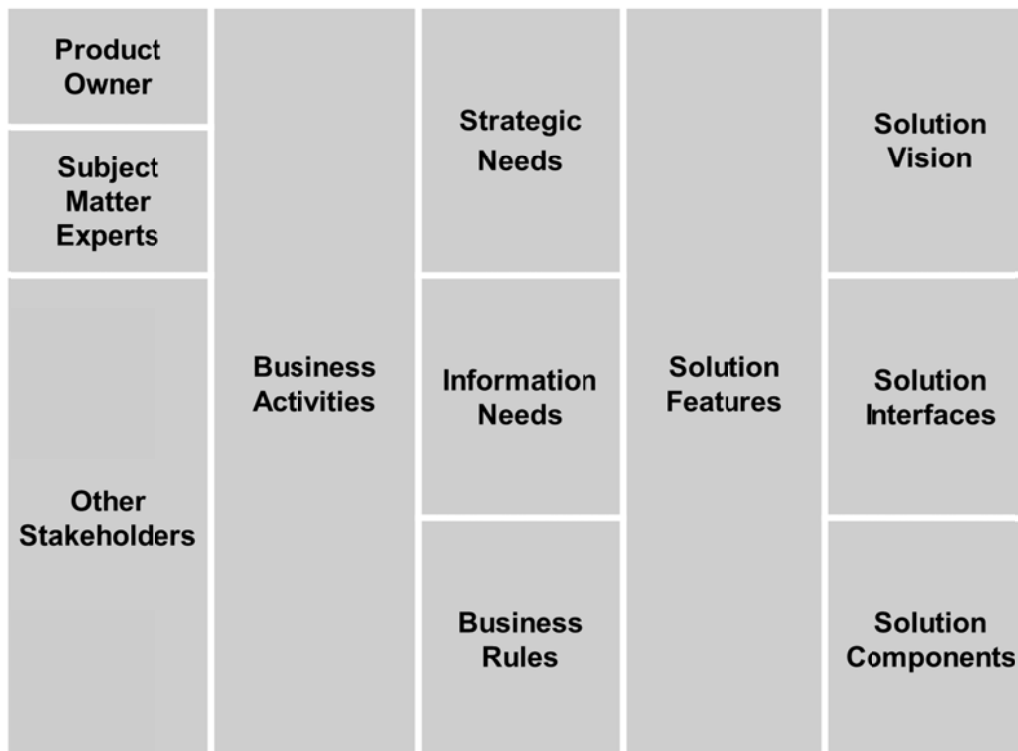 Product
Owner
Subject
Matter
Experts
Other
Stakeholders
Business
Activities
Strategic
Needs
Information
Needs
Business
Rules
Solution
Features
Solution
Vision
Solution
Interfaces
Solution
Components